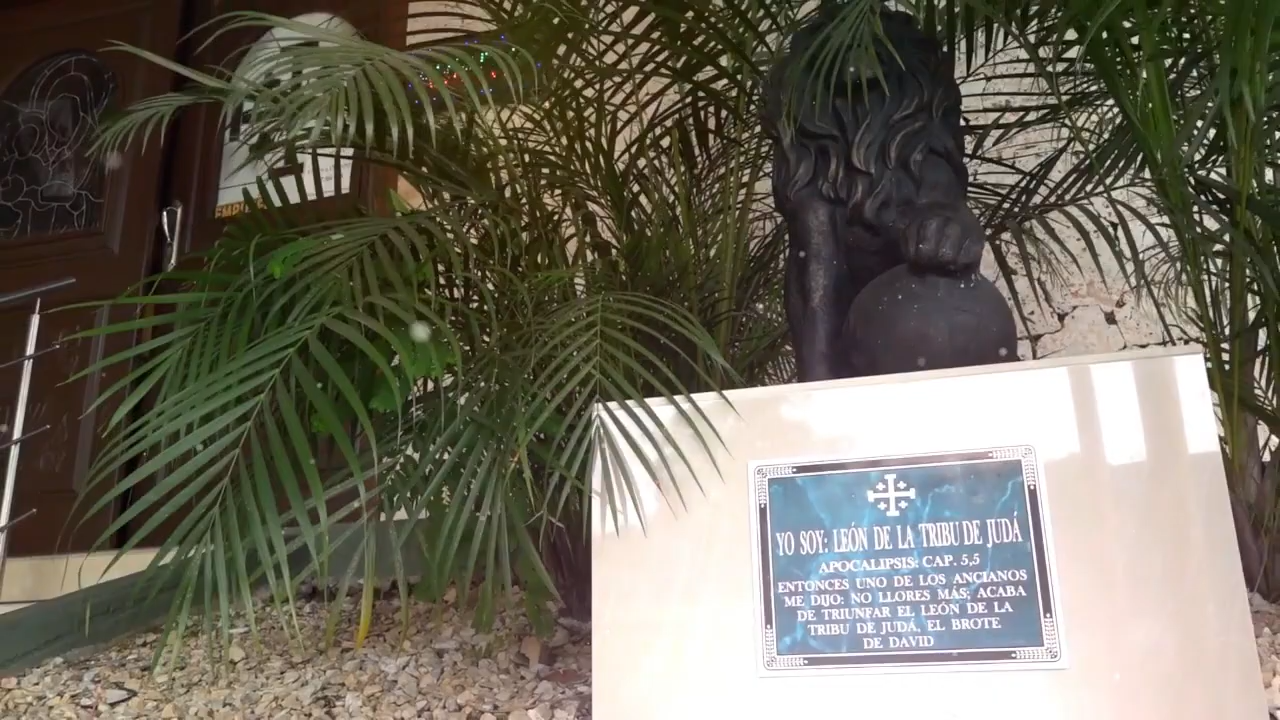 YO SOY: LEÓN DE LA TRIBU DE JUDÁ
APOCALIPSIS: CAP. 5,5
ENTONCES UNO DE LOS ANCIANOS
ME DIJO: NO LLORES MÁS; ACABA
DE TRIUNFAR EL LEÓN DE LA
TRIBU DE JUDÁ, EL BROTE
DE DAVID